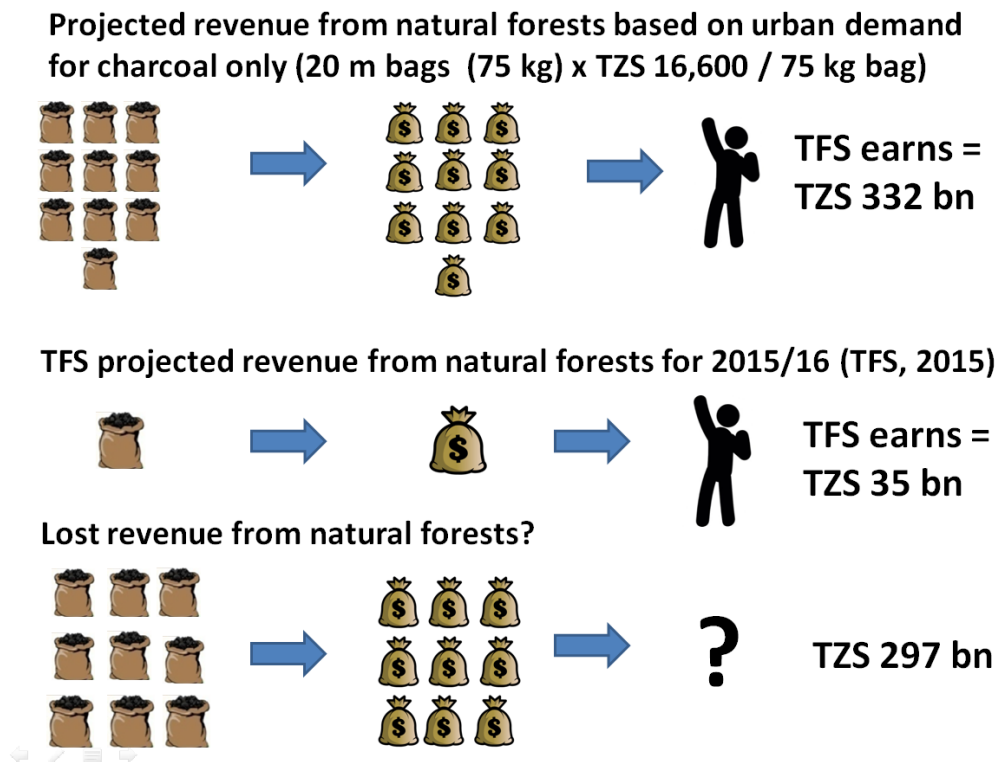 Projected revenue from natural forests based on urban demand
for charcoal only (20 m bags  (75 kg) x TZS 16,600 / 75 kg bag)
$ $ $
$ $ $
$ $ $
$
TFS earns =
TZS 332 bn
TFS projected revenue from natural forests for 2015/16 (TFS, 2015)
$
TFS earns =
TZS 35 bn
Lost revenue from natural forests?
$ $ $
$ $ $
$ $ $
?
TZS 297 bn